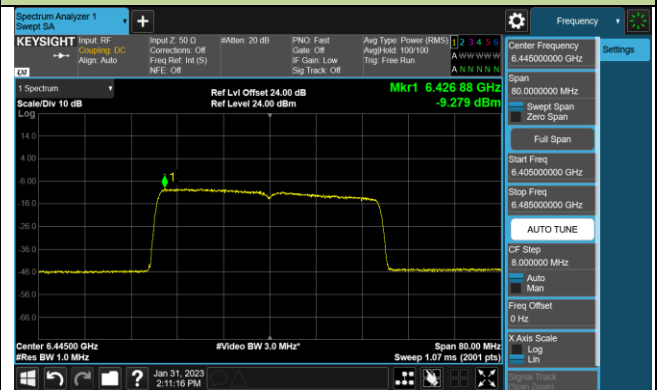 Spectrum Analyzer 1
Swept SA
Frequency
KEYSIGHT
Input: RF
Coupling: DC
Align: Auto
Input Z: 50 Ω
Corrections: Off
Freq Ref: Int (S)
NFE: Off
#Atten: 20 dB
PNO: Fast
Gate: Off
IF Gain: Low
Sig Track: Off
Avg Type: Power (RMS)
Avg|Hold: 100/100
Trig: Free Run
1 2 3 4 5 6
A W W W W W
A N N N N N
LXI
1 Spectrum
Scale/Div 10 dB
Log
Ref Lvl Offset 24.00 dB
Ref Level 24.00 dBm
Mkr1 6.426 88 GHz
-9.279 dBm
1
14.0
4.00
-6.00
-16.0
-26.0
-36.0
-46.0
-56.0
-66.0
Center 6.44500 GHz
#Res BW 1.0 MHz
#Video BW 3.0 MHz*
Span 80.00 MHz
Sweep 1.07 ms (2001 pts)
Jan 31, 2023
2:11:16 PM
Center Frequency
6.445000000 GHz
Settings
Span
80.0000000 MHz
Swept Span
Zero Span
Full Span
Start Freq
6.405000000 GHz
Stop Freq
6.485000000 GHz
AUTO TUNE
CF Step
8.000000 MHz
Auto
Man
Freq Offset
0 Hz
X Axis Scale
Log
Lin
Signal Track
(Span Zoom)